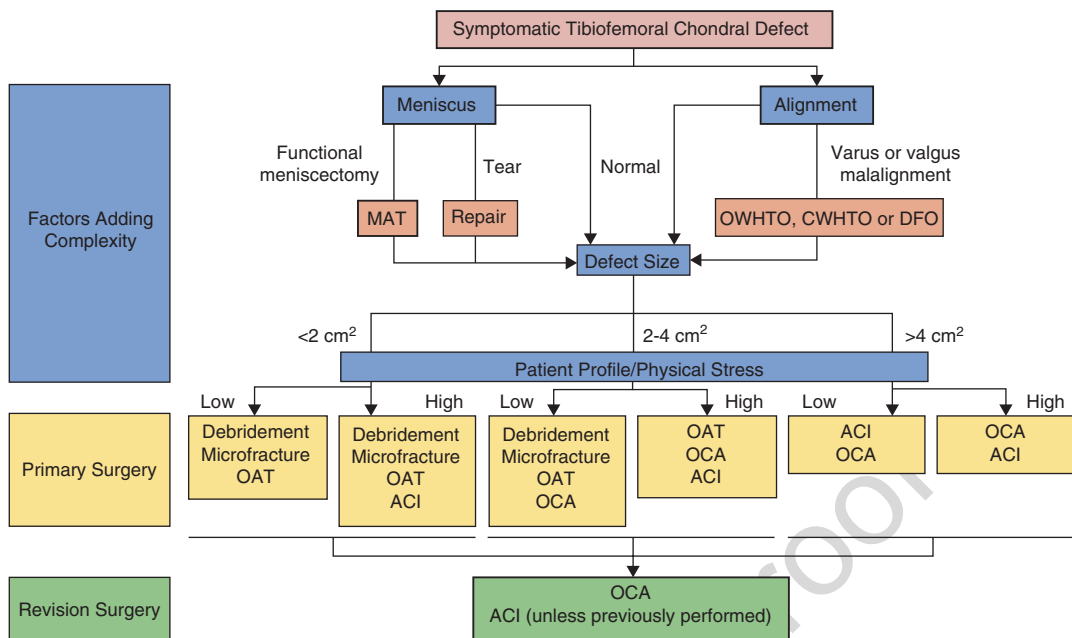 Symptomatic Tibiofemoral Chondral Defect
Meniscus
Alignment
Functional
meniscectomy
Tear
Normal
Varus or valgus
malalignment
Factors Adding
Complexity
MAT
Repair
OWHTO, CWHTO or DFO
Defect Size
<2 cm²
2-4 cm²
>4 cm²
Patient Profile/Physical Stress
Low
High
Low
High
Low
High
Primary Surgery
Debridement
Microfracture
OAT
Debridement
Microfracture
OAT
ACI
Debridement
Microfracture
OAT
OCA
OAT
OCA
ACI
ACI
OCA
OCA
ACI
Revision Surgery
OCA
ACI (unless previously performed)